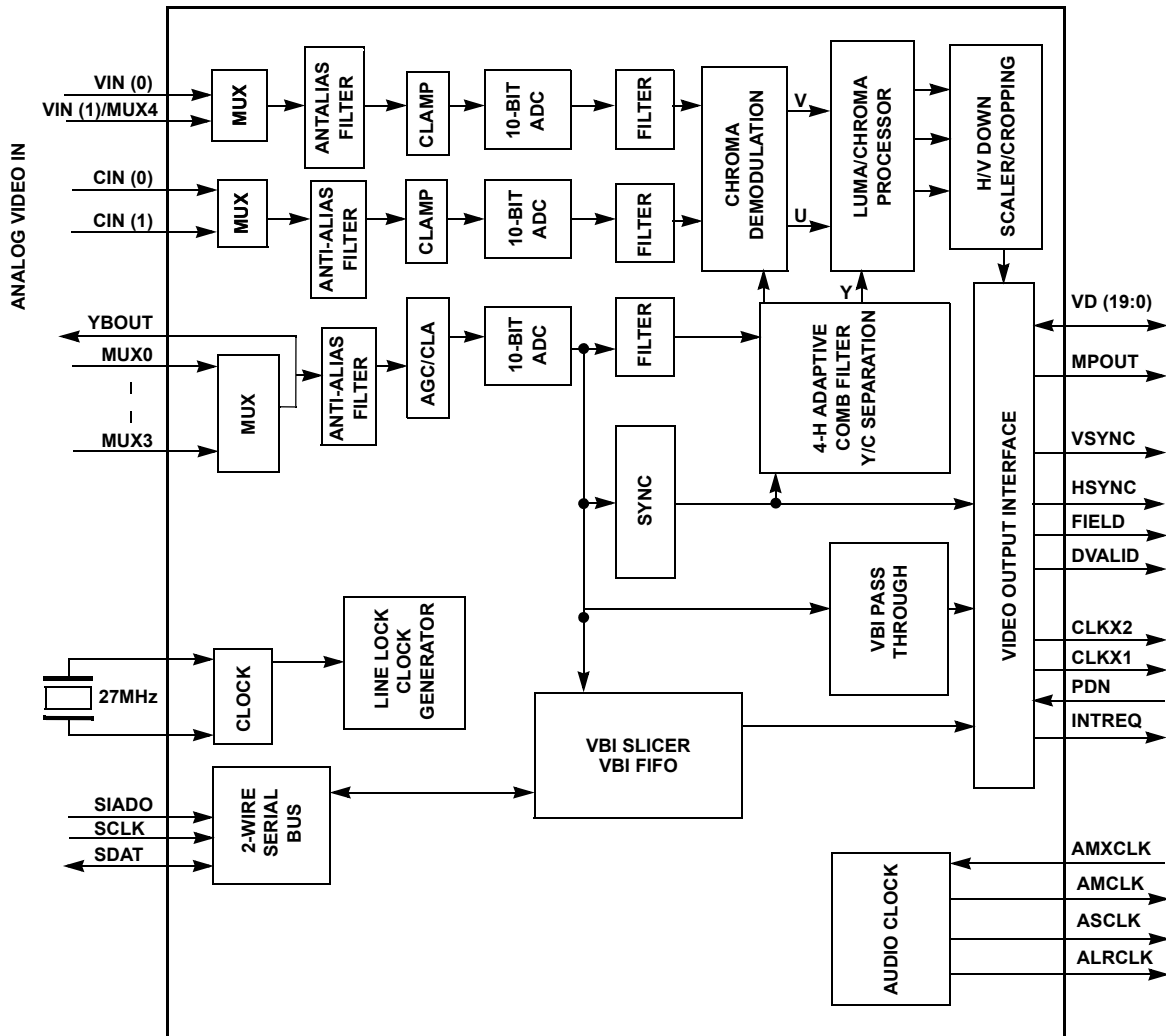 ANALOG VIDEO IN
VIN (0)
VIN (1)/MUX4
MUX
ANTALIAS
FILTER
CLAMP
10-BIT
ADC
FILTER
CHROMA
DEMODULATION
V
U
LUMA/CHROMA
PROCESSOR
H/V DOWN
SCALER/CROPPING
CIN (0)
CIN (1)
MUX
ANTI-ALIAS
FILTER
CLAMP
10-BIT
ADC
FILTER
YBOUT
MUX0
MUX3
MUX
ANTI-ALIAS
FILTER
AGC/CLA
10-BIT
ADC
FILTER
Y
4-H ADAPTIVE
COMB FILTER
Y/C SEPARATION
SYNC
VBI PASS
THROUGH
VIDEO OUTPUT INTERFACE
VD (19:0)
MPOUT
VSYNC
HSYNC
FIELD
DVALID
CLKX2
CLKX1
PDN
INTREQ
27MHz
CLOCK
LINE LOCK
CLOCK
GENERATOR
VBI SLICER
VBI FIFO
SIADO
SCLK
SDAT
2-WIRE
SERIAL
BUS
AUDIO CLOCK
AMXCLK
AMCLK
ASCLK
ALRCLK